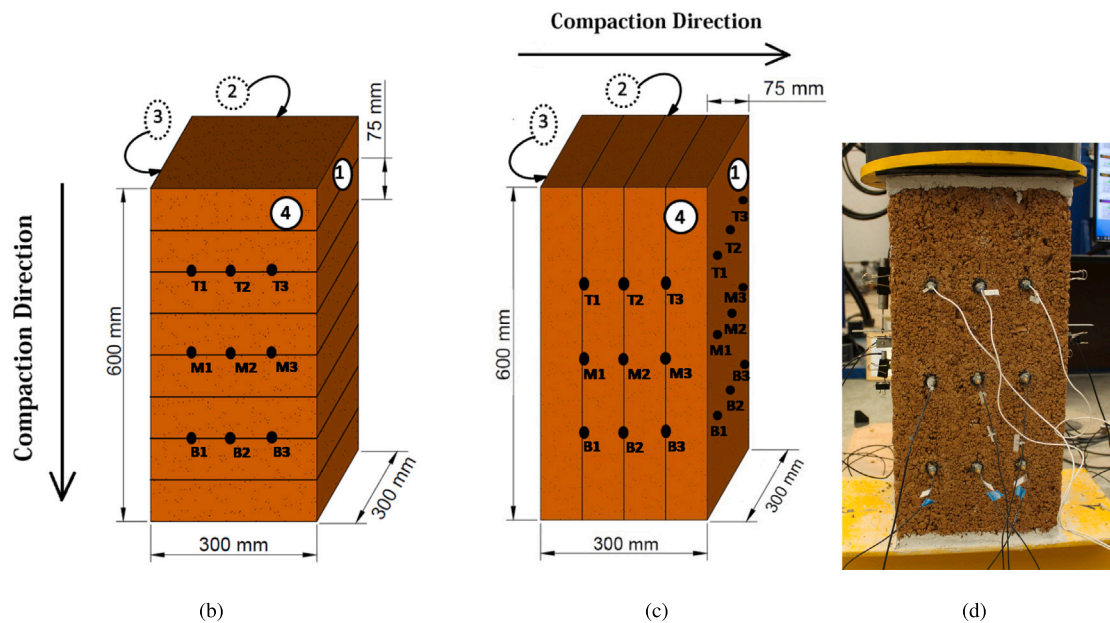 Compaction Direction
2
3
75 mm
1
4
T1 T2 T3
M1 M2 M3
B1 B2 B3
600 mm
300 mm
300 mm
Compaction Direction
2
3
75 mm
1
4
T3
T2
T1
T1 T2 T3
M3
M2
M1
M1 M2 M3
B3
B2
B1
B1 B2 B3
600 mm
300 mm
300 mm
(b)
(c)
(d)